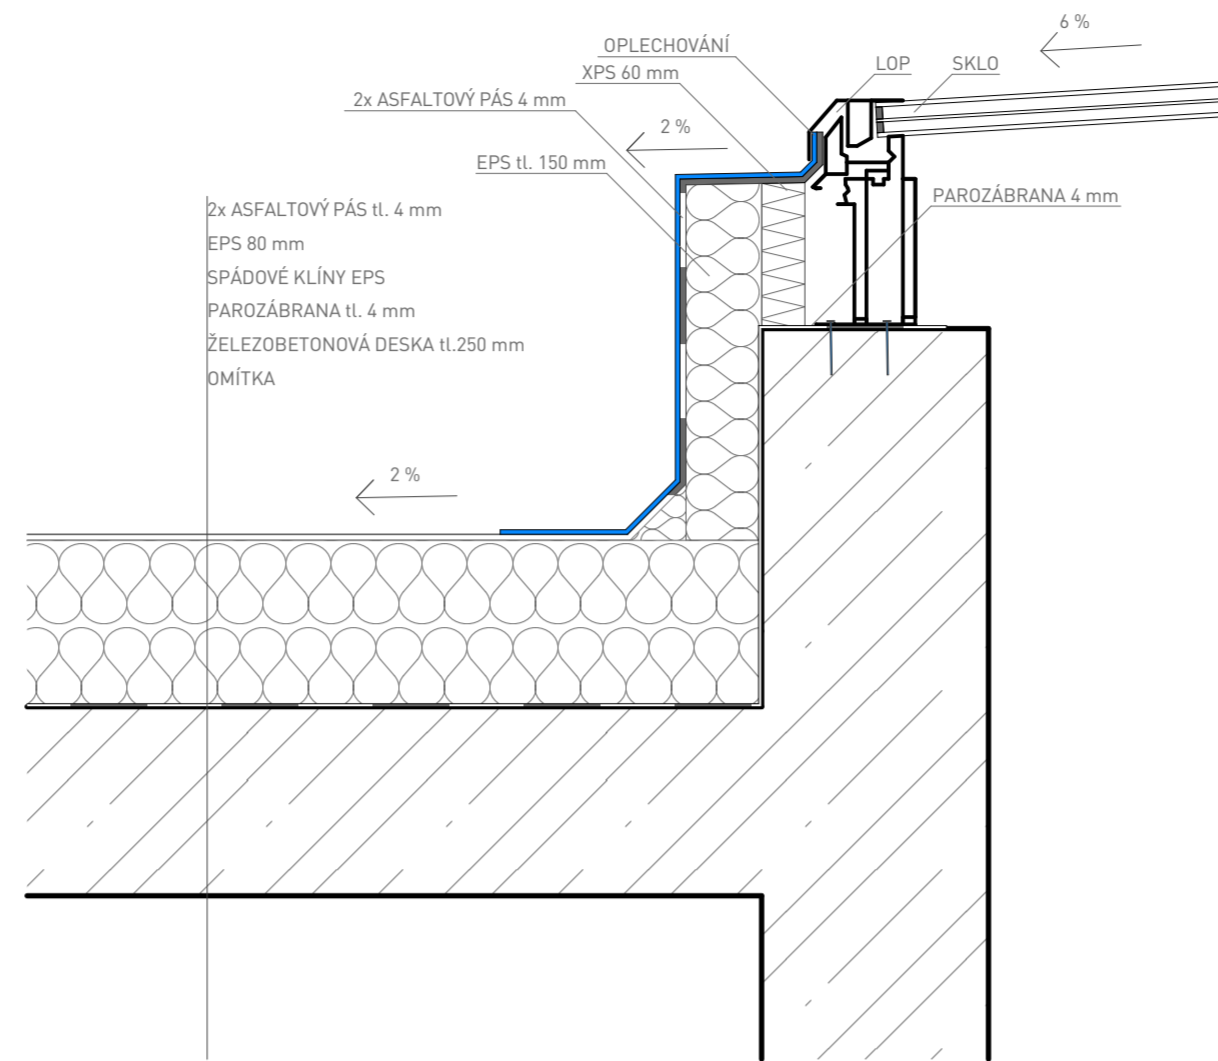 6 %
OPLECHOVÁNÍ
LOP
SKLO
XPS 60 mm
2x ASFALTOVÝ PÁS 4 mm
2 %
EPS tl. 150 mm
PAROZÁBRANA 4 mm
2x ASFALTOVÝ PÁS tl. 4 mm
EPS 80 mm
SPÁDOVÉ KLÍNY EPS
PAROZÁBRANA tl. 4 mm
ŽELEZOBETONOVÁ DESKA tl.250 mm
OMÍTKA
2 %